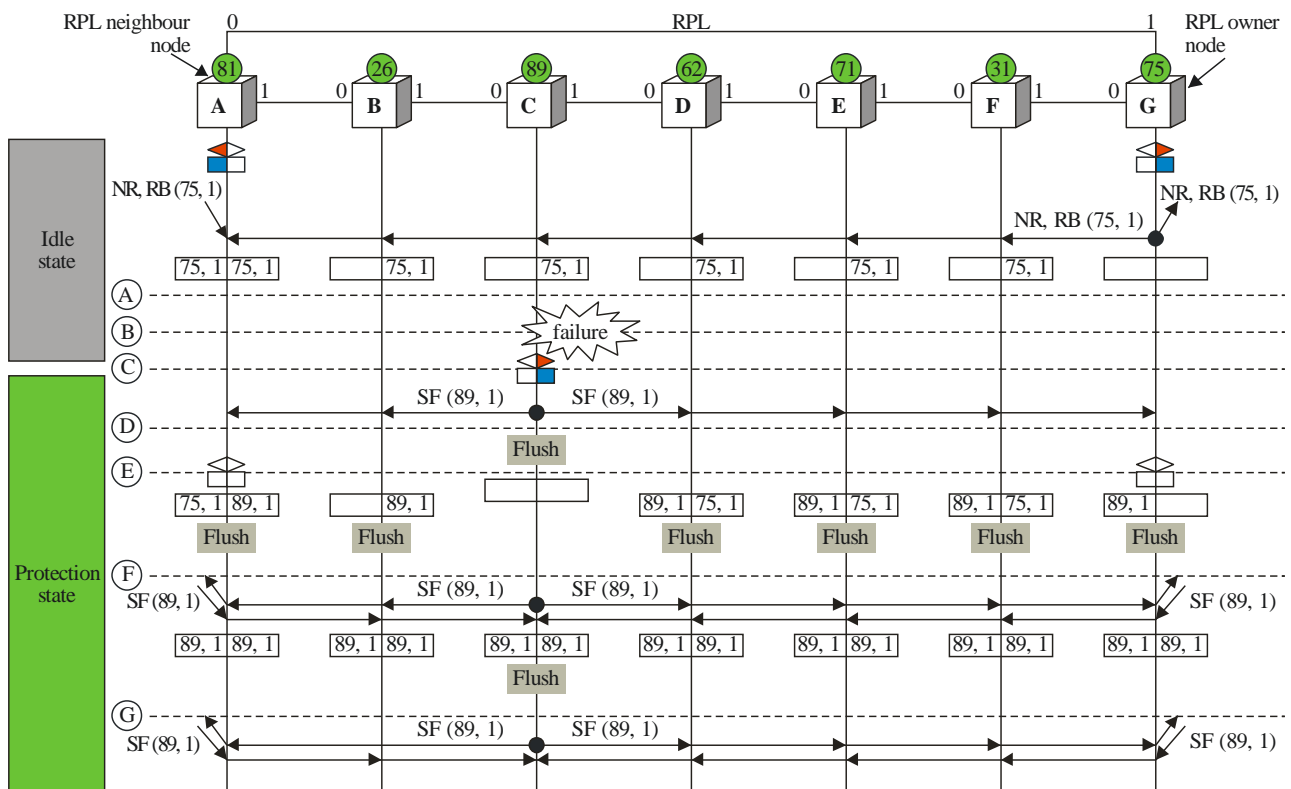 RPL neighbour node
0
RPL
1
RPL owner node
81 26 89 62 71 31 75
A 1 0 B 1 0 C 1 0 D 1 0 E 1 0 F 1 0 G
Idle state
NR, RB (75, 1)
NR, RB (75, 1)
NR, RB (75, 1)
75, 1 75, 1 75, 1 75, 1 75, 1 75, 1 75, 1
A
B
failure
C
Protection state
SF (89, 1) SF (89, 1)
D
Flush
E
75, 1 89, 1 89, 1 89, 1 75, 1 89, 1 75, 1 89, 1 75, 1 89, 1
Flush Flush Flush Flush Flush Flush
F
SF (89, 1) SF (89, 1) SF (89, 1) SF (89, 1)
89, 1 89, 1 89, 1 89, 1 89, 1 89, 1 89, 1 89, 1 89, 1 89, 1 89, 1 89, 1 89, 1 89, 1
Flush
G
SF (89, 1) SF (89, 1) SF (89, 1) SF (89, 1)